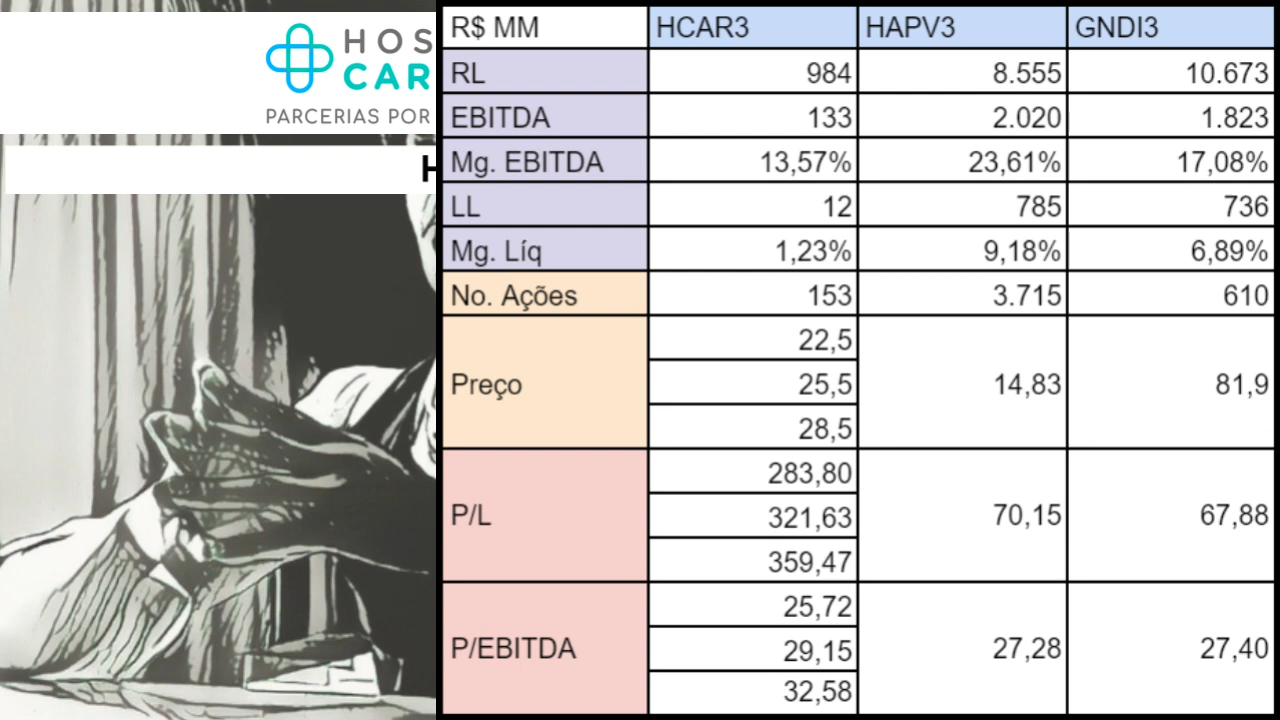 HOS
CAR
PARCERIAS POR
H
R$ MM HCAR3 HAPV3 GNDI3
RL 984 8.555 10.673
EBITDA 133 2.020 1.823
Mg. EBITDA 13,57% 23,61% 17,08%
LL 12 785 736
Mg. Líq 1,23% 9,18% 6,89%
No. Ações 153 3.715 610
22,5
Preço 25,5 14,83 81,9
28,5
283,80
P/L 321,63 70,15 67,88
359,47
25,72
P/EBITDA 29,15 27,28 27,40
32,58